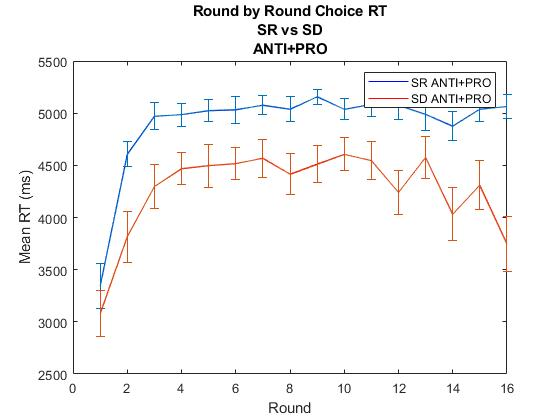 Round by Round Choice RT
SR vs SD
ANTI+PRO
5500
5000
4500
4000
3500
3000
2500
Mean RT (ms)
SR ANTI+PRO
SD ANTI+PRO
0 2 4 6 8 10 12 14 16
Round